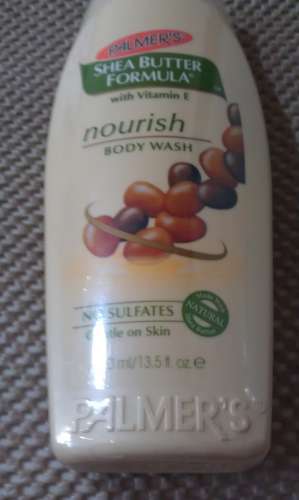 PALMER'S
SHEA BUTTER
FORMULA®
with Vitamin E
nourish
BODY WASH
NO SULFATES
on Skin
NATURAL
ml/13.5 fl. oz. e
PALMER'S